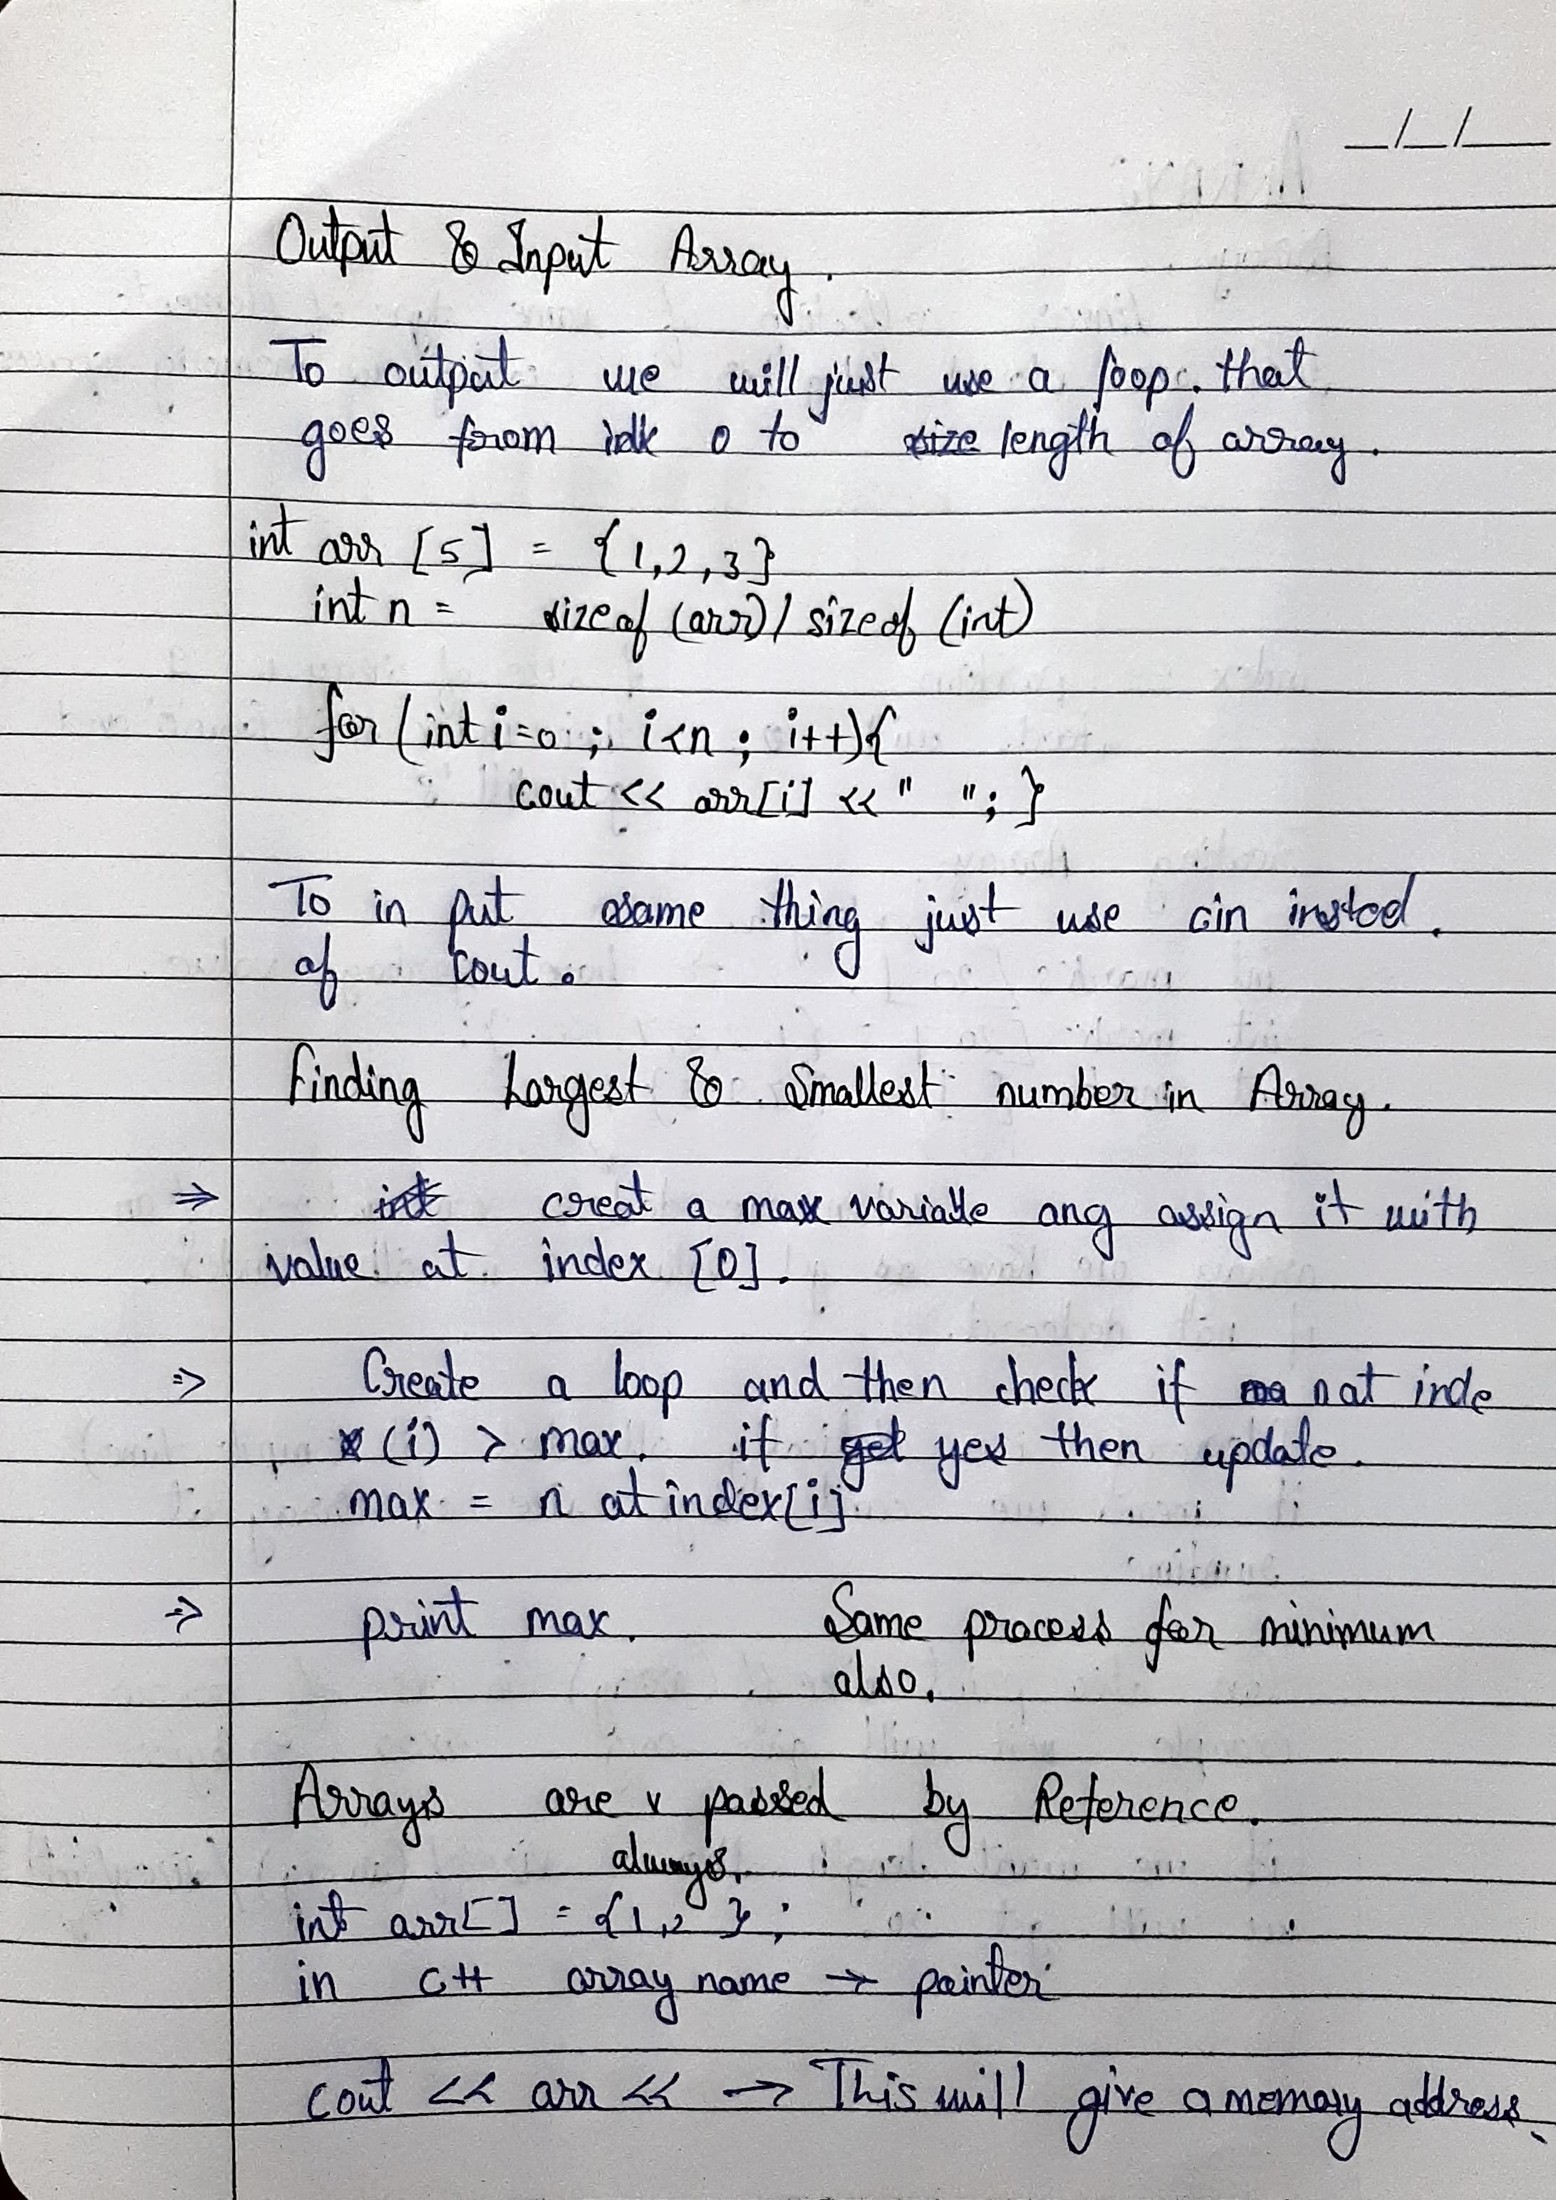 Output & Input Array.
To output we will just use a loop that
goes from idk 0 to size length of array.
int arr [5] = {1,2,3}
int n = sizeof (arr) / sizeof (int)
for (int i=0 ; i<n ; i++){
cout << arr[i] << " "; }
To in put same thing just use cin insted.
of cout.
Finding Largest & Smallest number in Array.
⇒ int creat a max variable ang assign it with
value at index [0].
⇒ Create a loop and then check if ma n at inde
x (i) > max. if get yes then update.
max = n at index[i]
⇒ print max. Same process for minimum
also.
Arrays are v passed by Reference.
always.
int arr[] = {1,2 };
in C++ array name → pointer
cout << arr << → This will give a memory address.